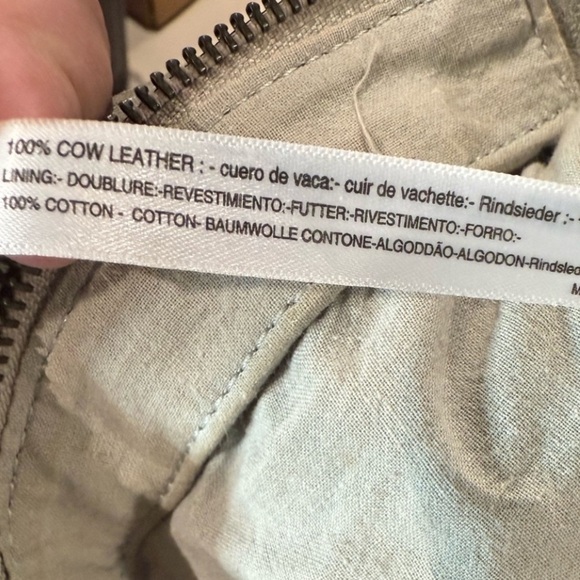 100% COW LEATHER : - cuero de vaca:- cuir de vachette:- Rindsieder :-
LINING:- DOUBLURE:-REVESTIMIENTO:-FUTTER:-RIVESTIMENTO:-FORRO:-
100% COTTON - COTTON- BAUMWOLLE CONTONE-ALGODDÃO-ALGODON-Rindsled
M